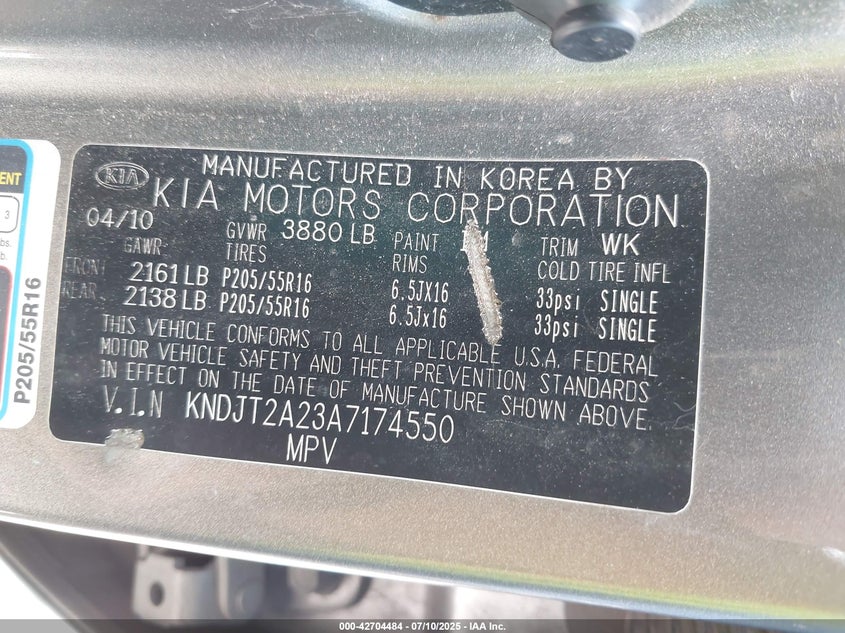 MANUFACTURED IN KOREA BY
KIA
KIA MOTORS CORPORATION
04/10 GVWR 3880 LB PAINT TRIM WK
GAWR TIRES RIMS COLD TIRE INFL
FRONT 2161 LB P205/55R16 6.5JX16 33psi SINGLE
REAR 2138 LB P205/55R16 6.5Jx16 33psi SINGLE
THIS VEHICLE CONFORMS TO ALL APPLICABLE U.S.A. FEDERAL
MOTOR VEHICLE SAFETY AND THEFT PREVENTION STANDARDS
IN EFFECT ON THE DATE OF MANUFACTURE SHOWN ABOVE.
V.I.N KNDJT2A23A7174550
MPV
3
P205/55R16
000-42704484 - 07/10/2025 - IAA Inc.